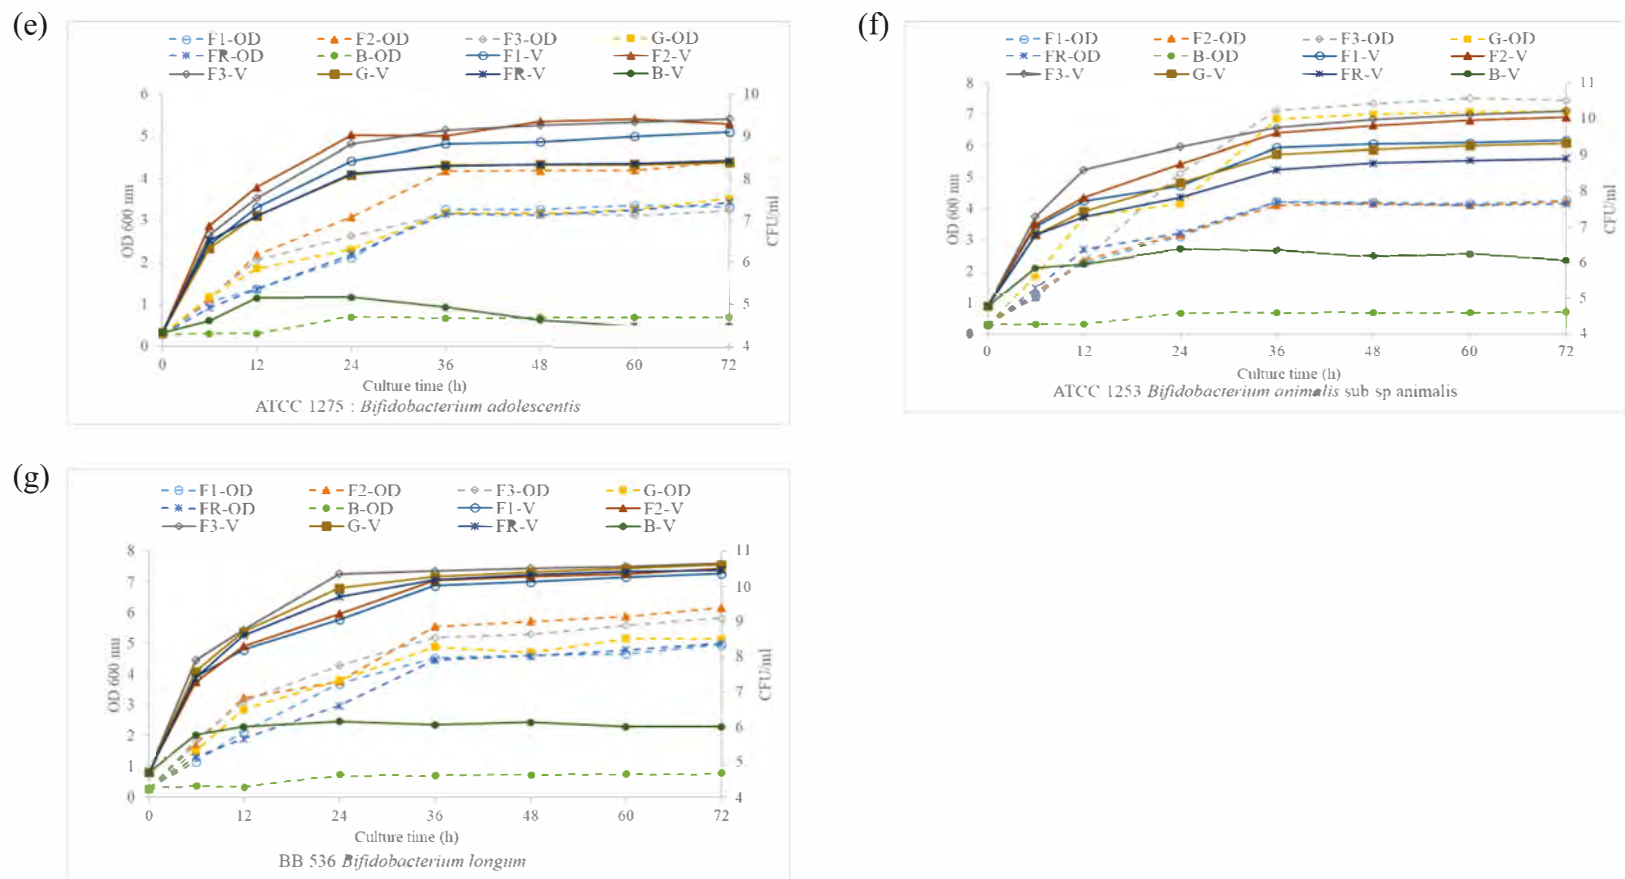 (e)
F1-OD F2-OD F3-OD G-OD
FR-OD B-OD F1-V F2-V
F3-V G-V FR-V B-V
OD 600 nm
6
5
4
3
2
1
0
10
9
8
7
6
5
4
CFU/ml
0 12 24 36 48 60 72
Culture time (h)
ATCC 1275 : Bifidobacterium adolescentis
(f)
F1-OD F2-OD F3-OD G-OD
FR-OD B-OD F1-V F2-V
F3-V G-V FR-V B-V
OD 600 nm
8
7
6
5
4
3
2
1
0
11
10
9
8
7
6
5
4
CFU/ml
0 12 24 36 48 60 72
Culture time (h)
ATCC 1253 Bifidobacterium animalis sub sp animalis
(g)
F1-OD F2-OD F3-OD G-OD
FR-OD B-OD F1-V F2-V
F3-V G-V FR-V B-V
OD 600 nm
8
7
6
5
4
3
2
1
0
11
10
9
8
7
6
5
4
CFU/ml
0 12 24 36 48 60 72
Culture time (h)
BB 536 Bifidobacterium longum